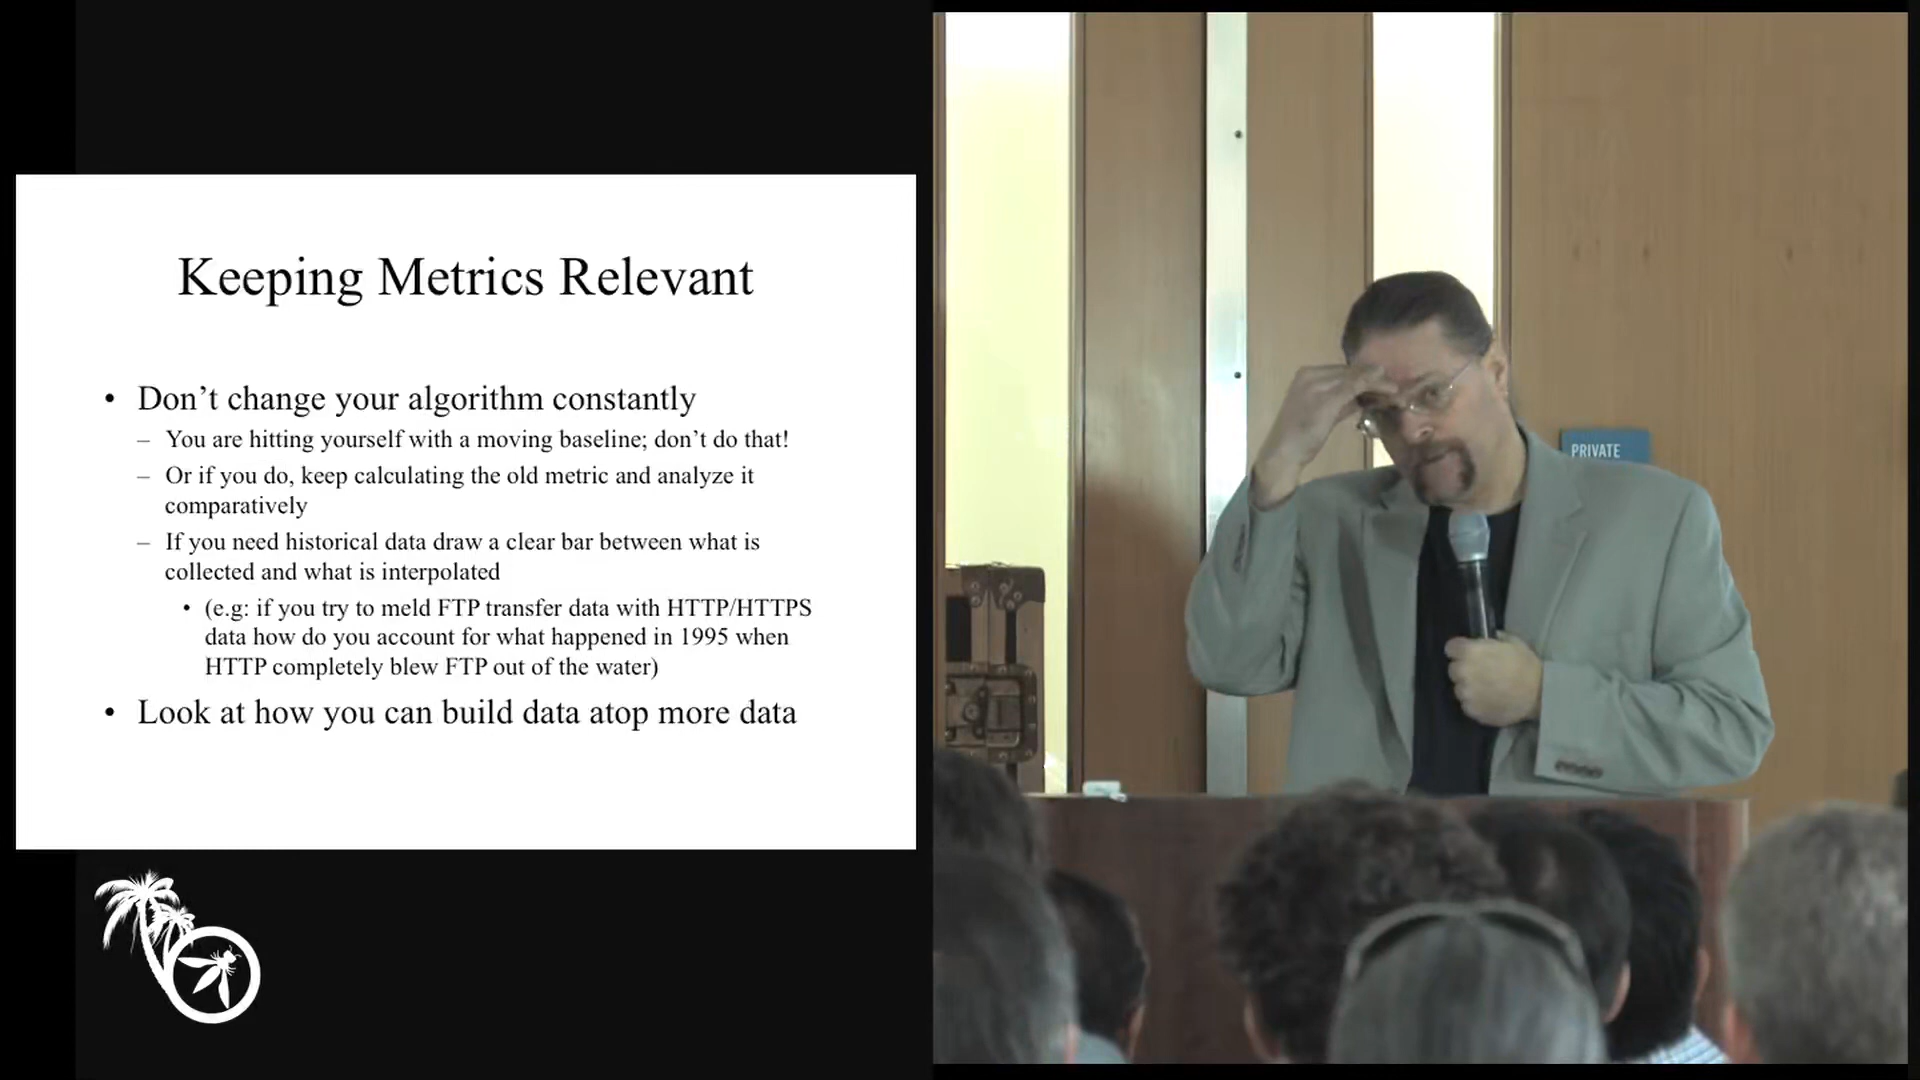 Keeping Metrics Relevant
• Don’t change your algorithm constantly
– You are hitting yourself with a moving baseline; don’t do that!
– Or if you do, keep calculating the old metric and analyze it
comparatively
– If you need historical data draw a clear bar between what is
collected and what is interpolated
• (e.g: if you try to meld FTP transfer data with HTTP/HTTPS
data how do you account for what happened in 1995 when
HTTP completely blew FTP out of the water)
• Look at how you can build data atop more data
PRIVATE